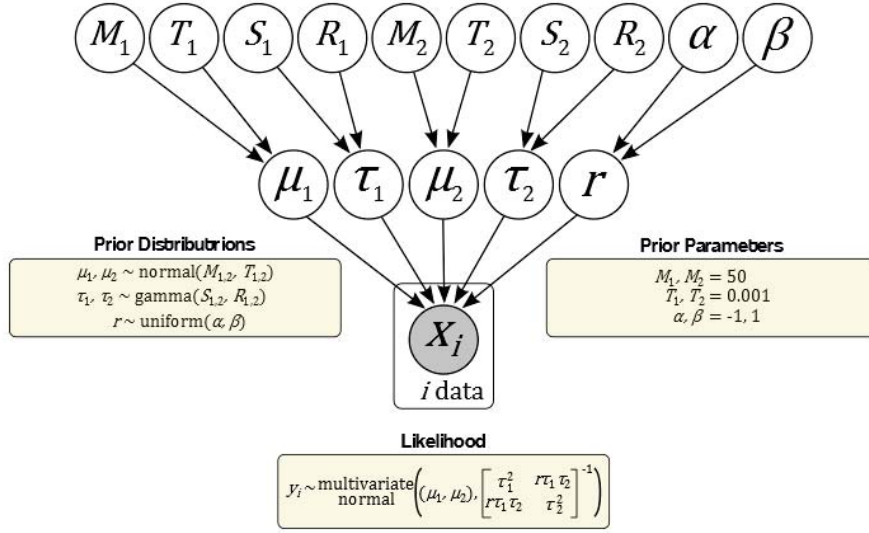 M₁ T₁ S₁ R₁ M₂ T₂ S₂ R₂ α β
μ₁ τ₁ μ₂ τ₂ r
Prior Distributrions
Prior Parameters
μ₁, μ₂ ~ normal(M₁,₂, T₁,₂)
τ₁, τ₂ ~ gamma(S₁,₂, R₁,₂)
r ~ uniform(α, β)
M₁, M₂ = 50
T₁, T₂ = 0.001
α, β = -1, 1
Xᵢ
i data
Likelihood
yᵢ ~ multivariate normal((μ₁, μ₂), [τ₁² rτ₁τ₂
rτ₁τ₂ τ₂²]⁻¹)